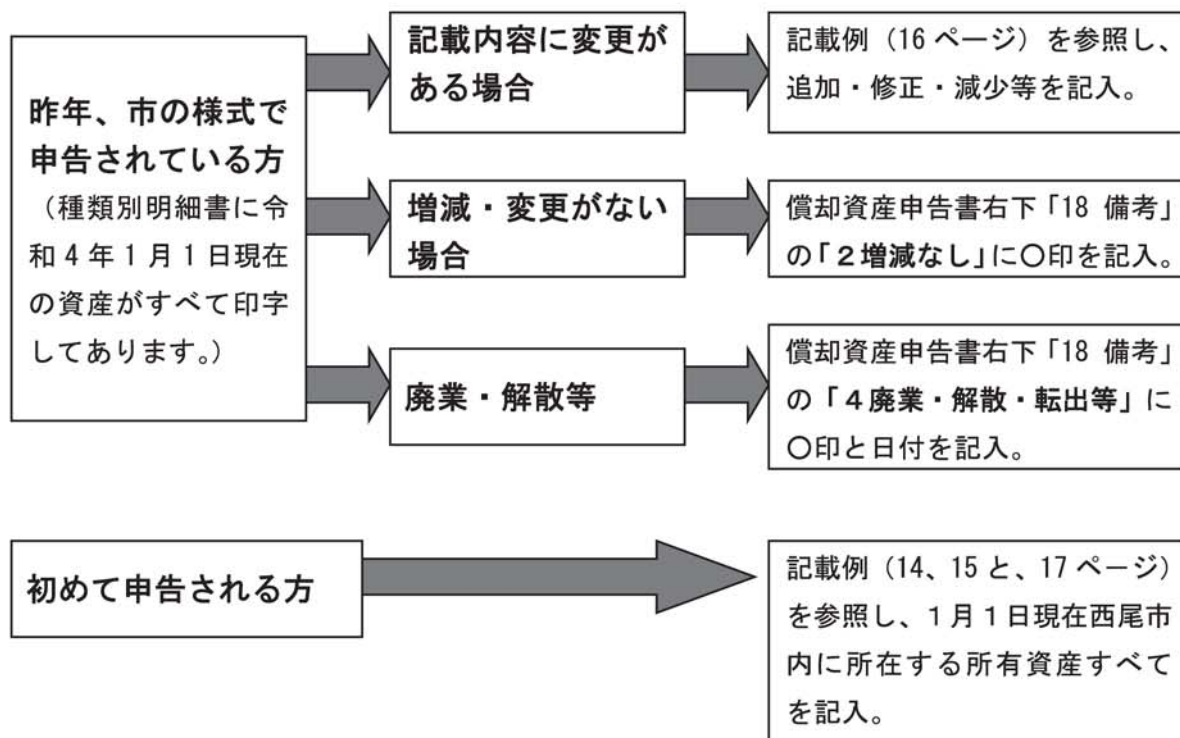 昨年、市の様式で
申告されている方
（種類別明細書に令
和４年１月１日現在
の資産がすべて印字
してあります。）
記載内容に変更が
ある場合
記載例（16 ページ）を参照し、
追加・修正・減少等を記入。
増減・変更がない
場合
償却資産申告書右下「18 備考」
の「２増減なし」に〇印を記入。
廃業・解散等
償却資産申告書右下「18 備考」
の「４廃業・解散・転出等」に
〇印と日付を記入。
初めて申告される方
記載例（14、15 と、17 ページ）
を参照し、１月１日現在西尾市
内に所在する所有資産すべて
を記入。